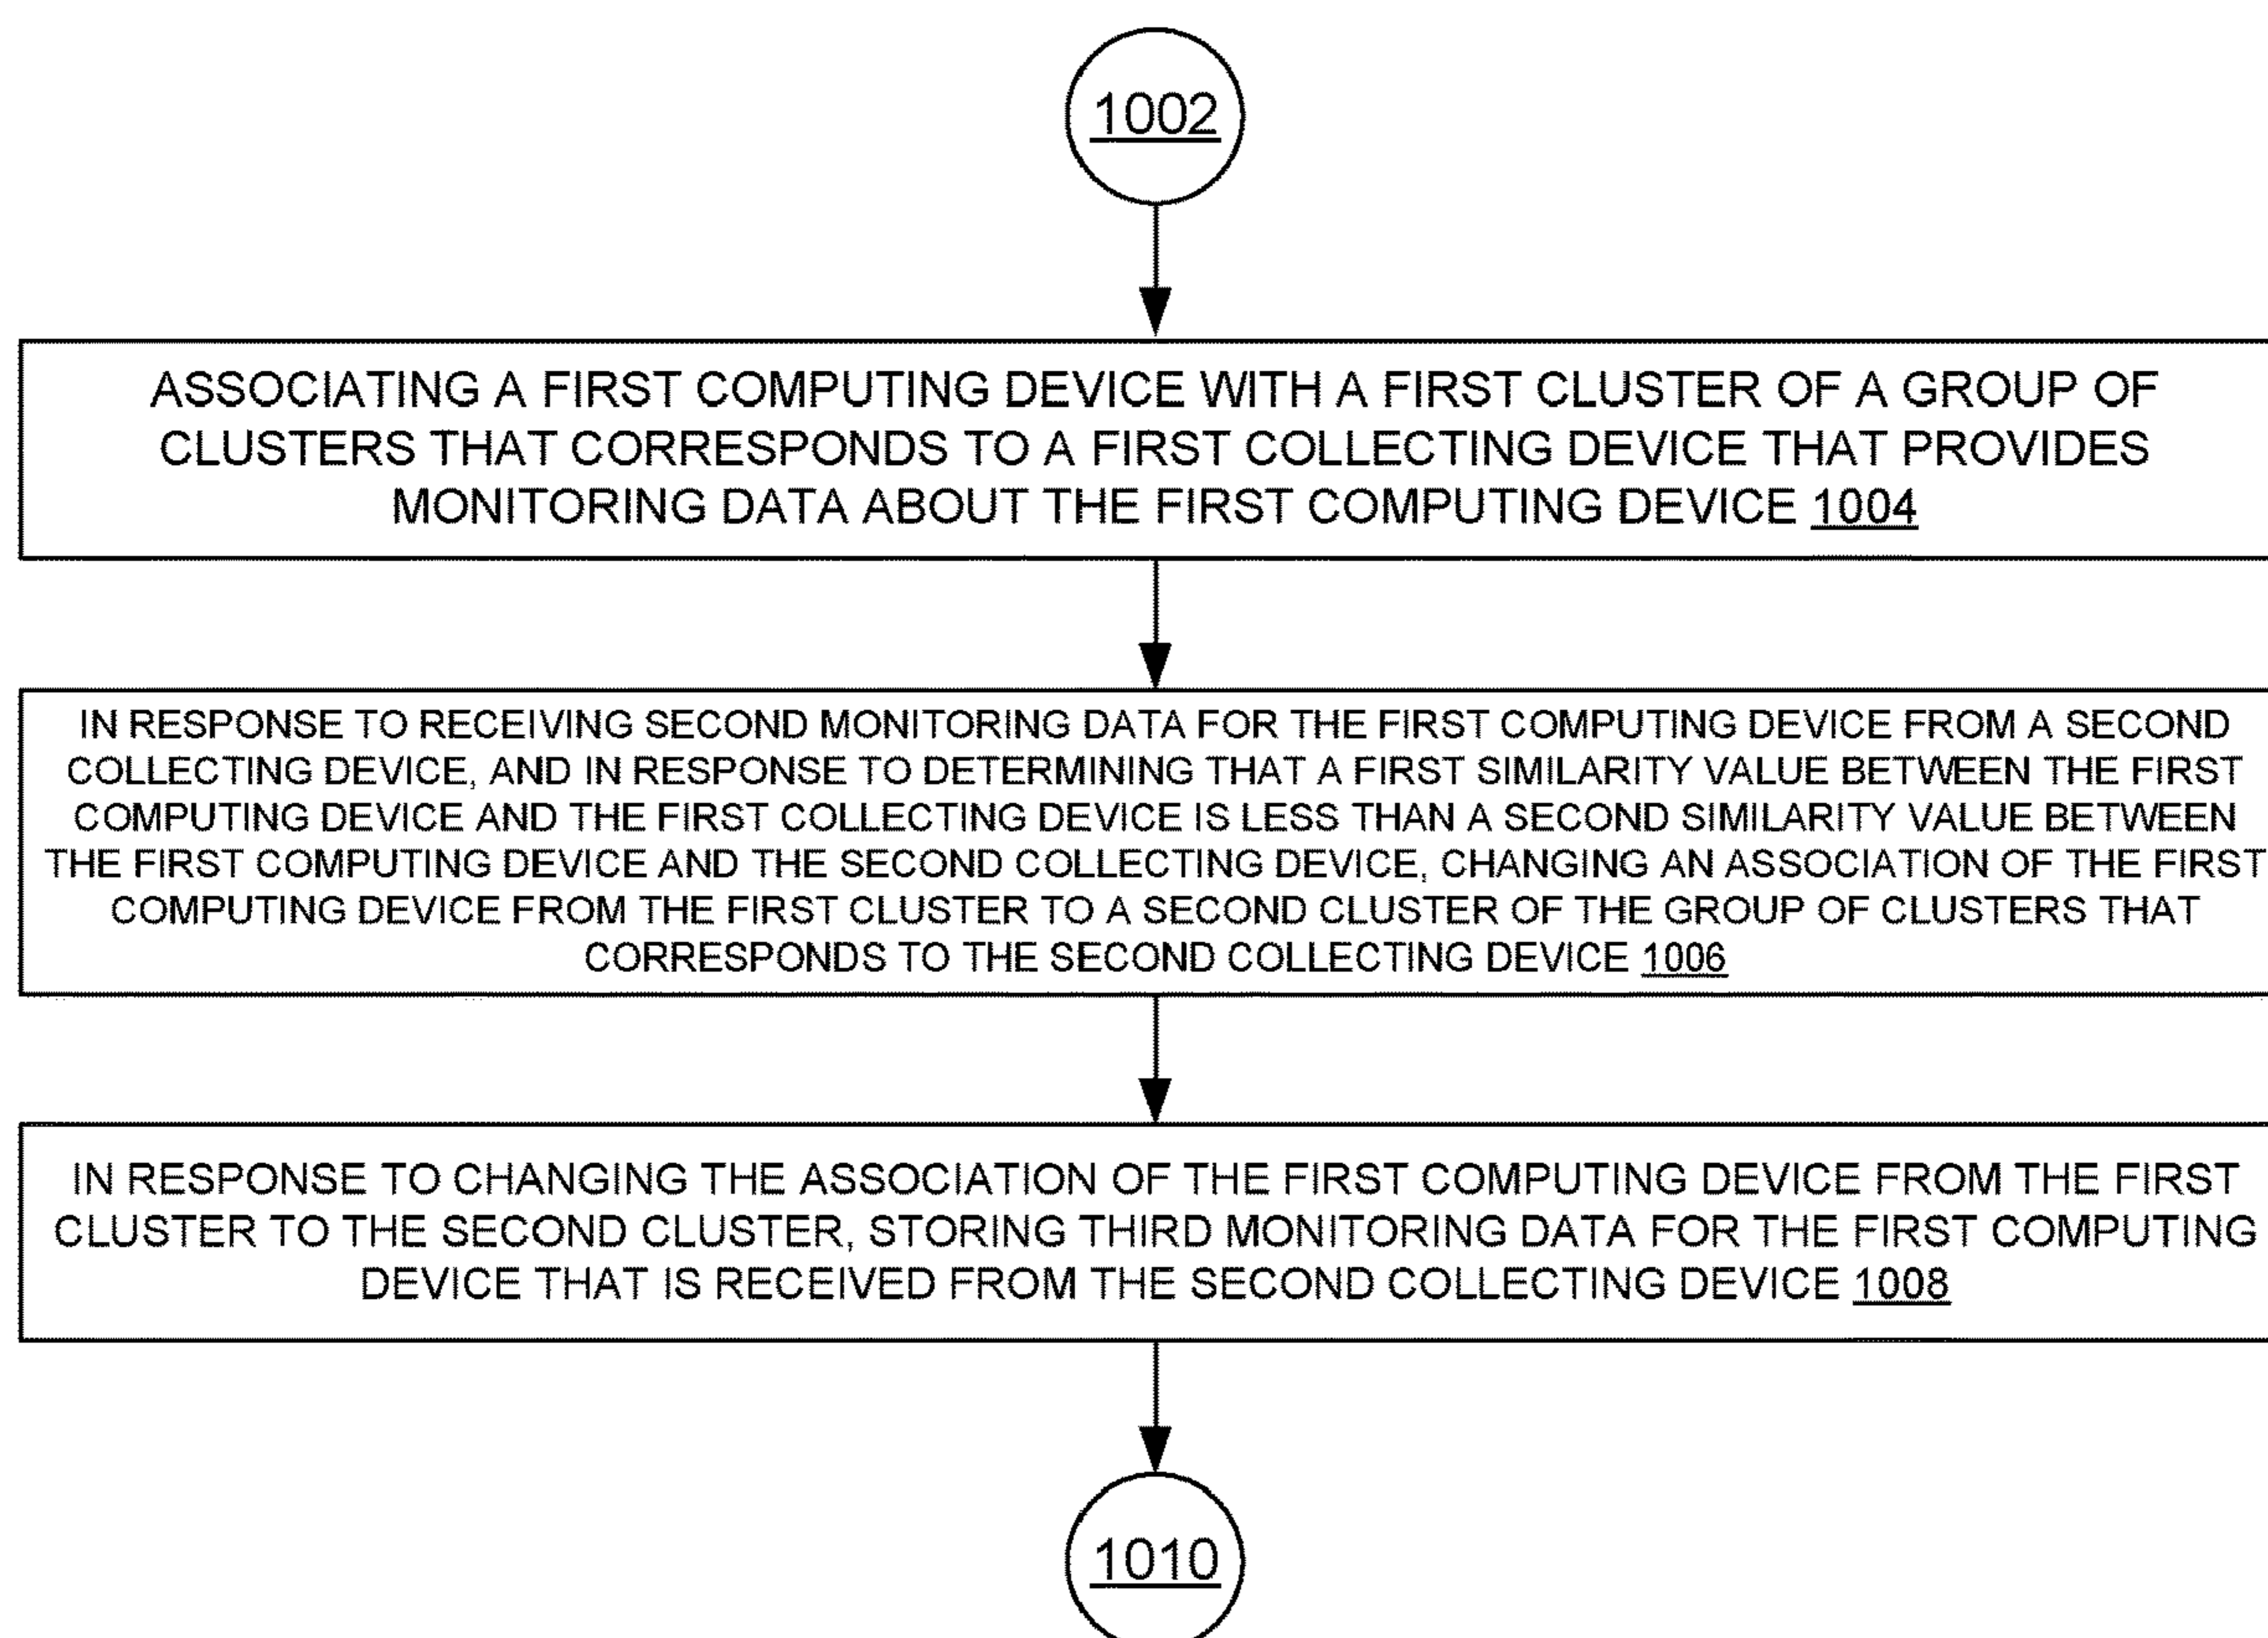 1002
ASSOCIATING A FIRST COMPUTING DEVICE WITH A FIRST CLUSTER OF A GROUP OF
CLUSTERS THAT CORRESPONDS TO A FIRST COLLECTING DEVICE THAT PROVIDES
MONITORING DATA ABOUT THE FIRST COMPUTING DEVICE 1004
IN RESPONSE TO RECEIVING SECOND MONITORING DATA FOR THE FIRST COMPUTING DEVICE FROM A SECOND
COLLECTING DEVICE, AND IN RESPONSE TO DETERMINING THAT A FIRST SIMILARITY VALUE BETWEEN THE FIRST
COMPUTING DEVICE AND THE FIRST COLLECTING DEVICE IS LESS THAN A SECOND SIMILARITY VALUE BETWEEN
THE FIRST COMPUTING DEVICE AND THE SECOND COLLECTING DEVICE, CHANGING AN ASSOCIATION OF THE FIRST
COMPUTING DEVICE FROM THE FIRST CLUSTER TO A SECOND CLUSTER OF THE GROUP OF CLUSTERS THAT
CORRESPONDS TO THE SECOND COLLECTING DEVICE 1006
IN RESPONSE TO CHANGING THE ASSOCIATION OF THE FIRST COMPUTING DEVICE FROM THE FIRST
CLUSTER TO THE SECOND CLUSTER, STORING THIRD MONITORING DATA FOR THE FIRST COMPUTING
DEVICE THAT IS RECEIVED FROM THE SECOND COLLECTING DEVICE 1008
1010